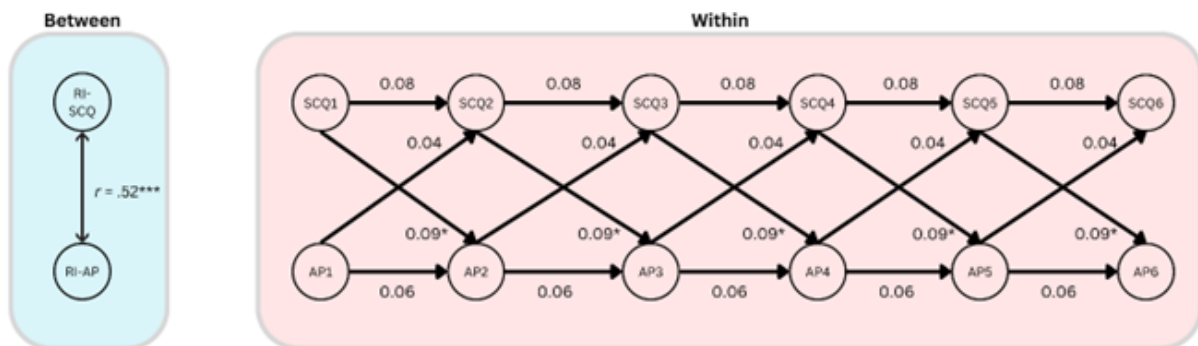 Between
Within
RI-
SCQ
r = .52***
RI-AP
SCQ1
0.08
SCQ2
0.08
SCQ3
0.08
SCQ4
0.08
SCQ5
0.08
SCQ6
0.04
0.04
0.04
0.04
0.04
0.09*
0.09*
0.09*
0.09*
0.09*
AP1
0.06
AP2
0.06
AP3
0.06
AP4
0.06
AP5
0.06
AP6